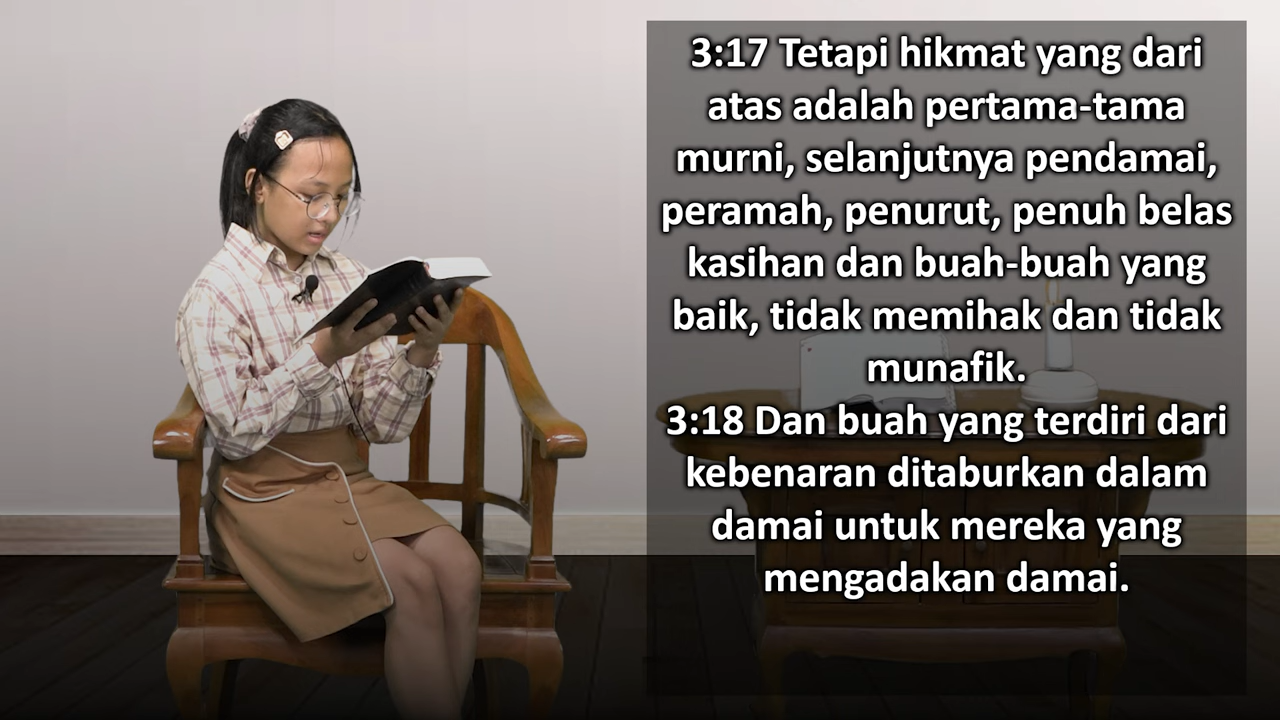 3:17 Tetapi hikmat yang dari
atas adalah pertama-tama
murni, selanjutnya pendamai,
peramah, penurut, penuh belas
kasihan dan buah-buah yang
baik, tidak memihak dan tidak
munafik.
3:18 Dan buah yang terdiri dari
kebenaran ditaburkan dalam
damai untuk mereka yang
mengadakan damai.